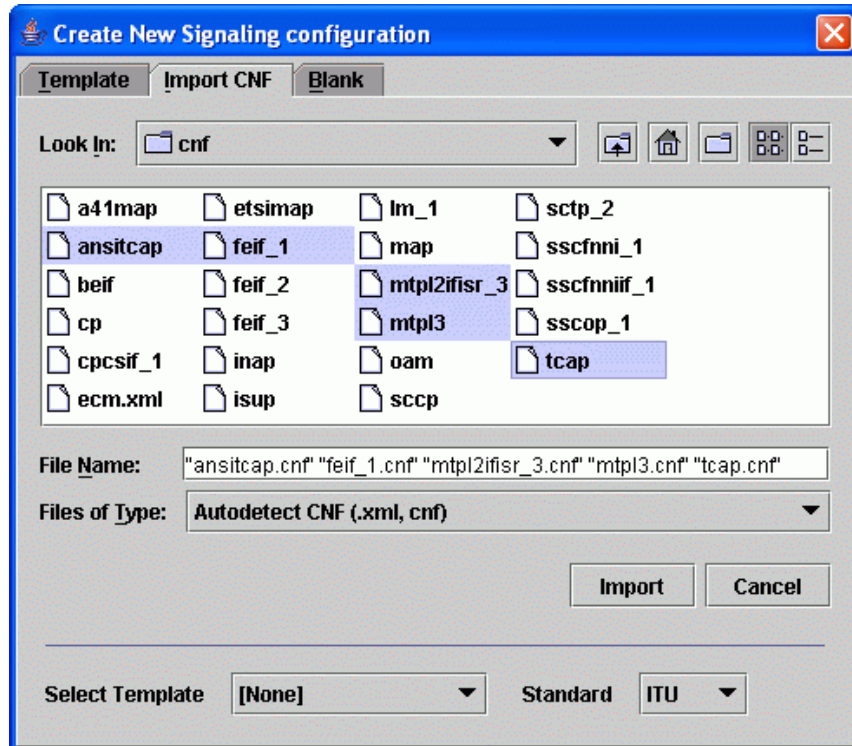 Create New Signaling configuration
Template Import CNF Blank
Look In: cnf
a41map etsimap lm_1 sctp_2
ansitcap feif_1 map sscfnni_1
beif feif_2 mtpl2ifisr_3 sscfnniif_1
cp feif_3 mtpl3 sscop_1
cpcsif_1 inap oam tcap
ecm.xml isup sccp
File Name: "ansitcap.cnf" "feif_1.cnf" "mtpl2ifisr_3.cnf" "mtpl3.cnf" "tcap.cnf"
Files of Type: Autodetect CNF (.xml, cnf)
Import Cancel
Select Template [None] Standard ITU